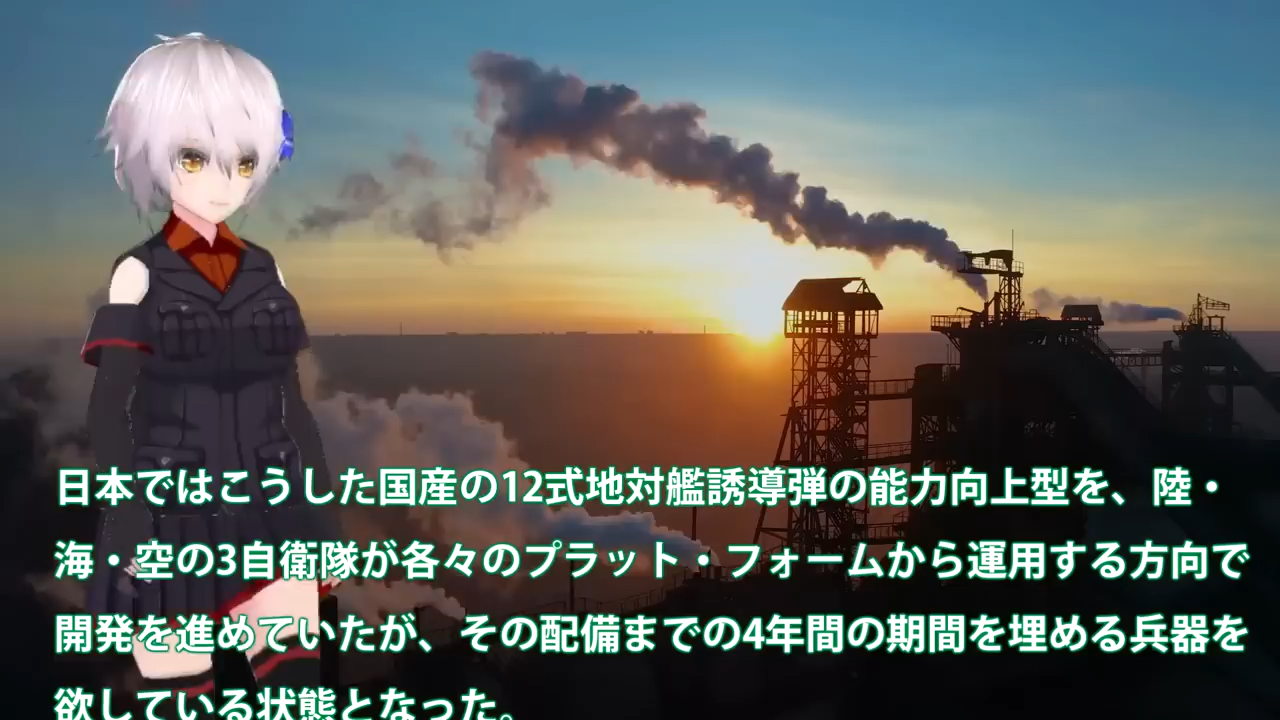 日本ではこうした国産の12式地対艦誘導弾の能力向上型を、陸・
海・空の3自衛隊が各々のプラット・フォームから運用する方向で
開発を進めていたが、その配備までの4年間の期間を埋める兵器を
欲している状態となった。